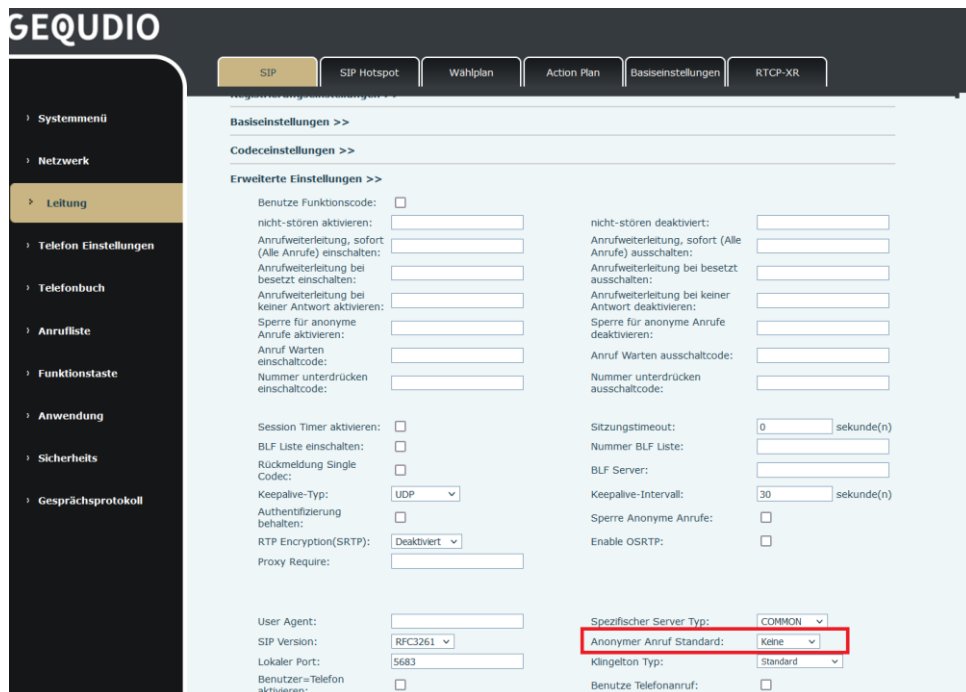 GEQUDIO
SIP
SIP Hotspot
Wählplan
Action Plan
Basiseinstellungen
RTCP-XR
Systemmenü
Netzwerk
Leitung
Telefon Einstellungen
Telefonbuch
Anrufliste
Funktionstaste
Anwendung
Sicherheits
Gesprächsprotokoll
Registrierungseinstellungen >>
Basiseinstellungen >>
Codeceinstellungen >>
Erweiterte Einstellungen >>
Benutze Funktionscode:
nicht-stören aktivieren:
nicht-stören deaktiviert:
Anrufweiterleitung, sofort
(Alle Anrufe) einschalten:
Anrufweiterleitung, sofort (Alle
Anrufe) ausschalten:
Anrufweiterleitung bei
besetzt einschalten:
Anrufweiterleitung bei besetzt
ausschalten:
Anrufweiterleitung bei
keiner Antwort aktivieren:
Anrufweiterleitung bei keiner
Antwort deaktivieren:
Sperre für anonyme
Anrufe aktivieren:
Sperre für anonyme Anrufe
deaktivieren:
Anruf Warten
einschaltcode:
Anruf Warten ausschaltcode:
Nummer unterdrücken
einschaltcode:
Nummer unterdrücken
ausschaltcode:
Session Timer aktivieren:
Sitzungstimeout: 0 sekunde(n)
BLF Liste einschalten:
Nummer BLF Liste:
Rückmeldung Single
Codec:
BLF Server:
Keepalive-Typ: UDP
Keepalive-Intervall: 30 sekunde(n)
Authentifizierung
behalten:
Sperre Anonyme Anrufe:
RTP Encryption(SRTP): Deaktiviert
Enable OSRTP:
Proxy Require:
User Agent:
Spezifischer Server Typ: COMMON
SIP Version: RFC3261
Anonymer Anruf Standard: Keine
Lokaler Port: 5683
Klingelton Typ: Standard
Benutzer=Telefon
aktivieren:
Benutze Telefonanruf: